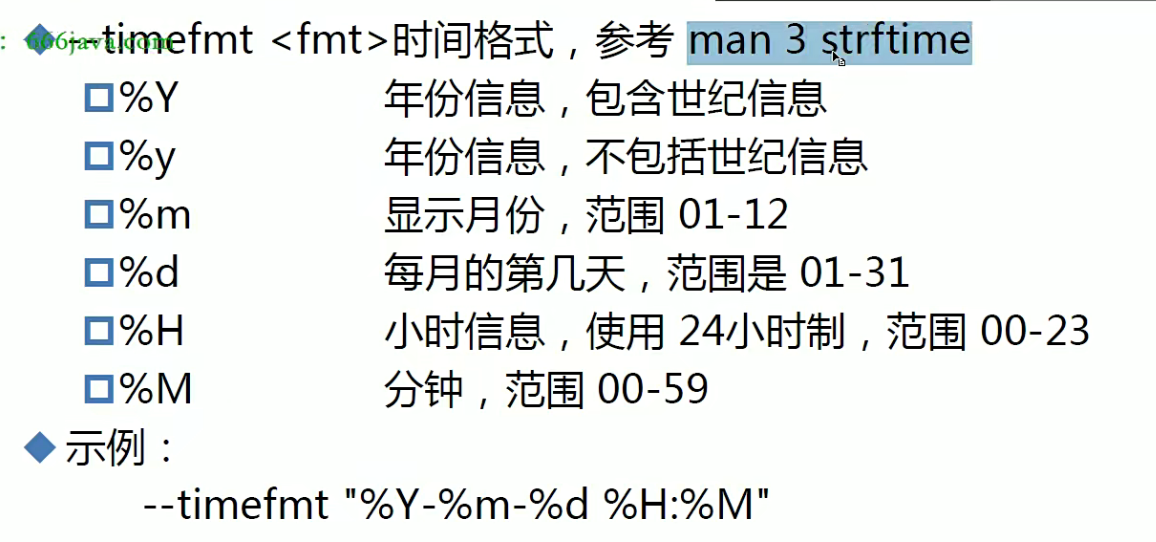 : 666java.com
--timefmt <fmt>时间格式，参考 man 3 strftime
%Y 年份信息，包含世纪信息
%y 年份信息，不包括世纪信息
%m 显示月份，范围 01-12
%d 每月的第几天，范围是 01-31
%H 小时信息，使用 24小时制，范围 00-23
%M 分钟，范围 00-59
示例：
--timefmt "%Y-%m-%d %H:%M"